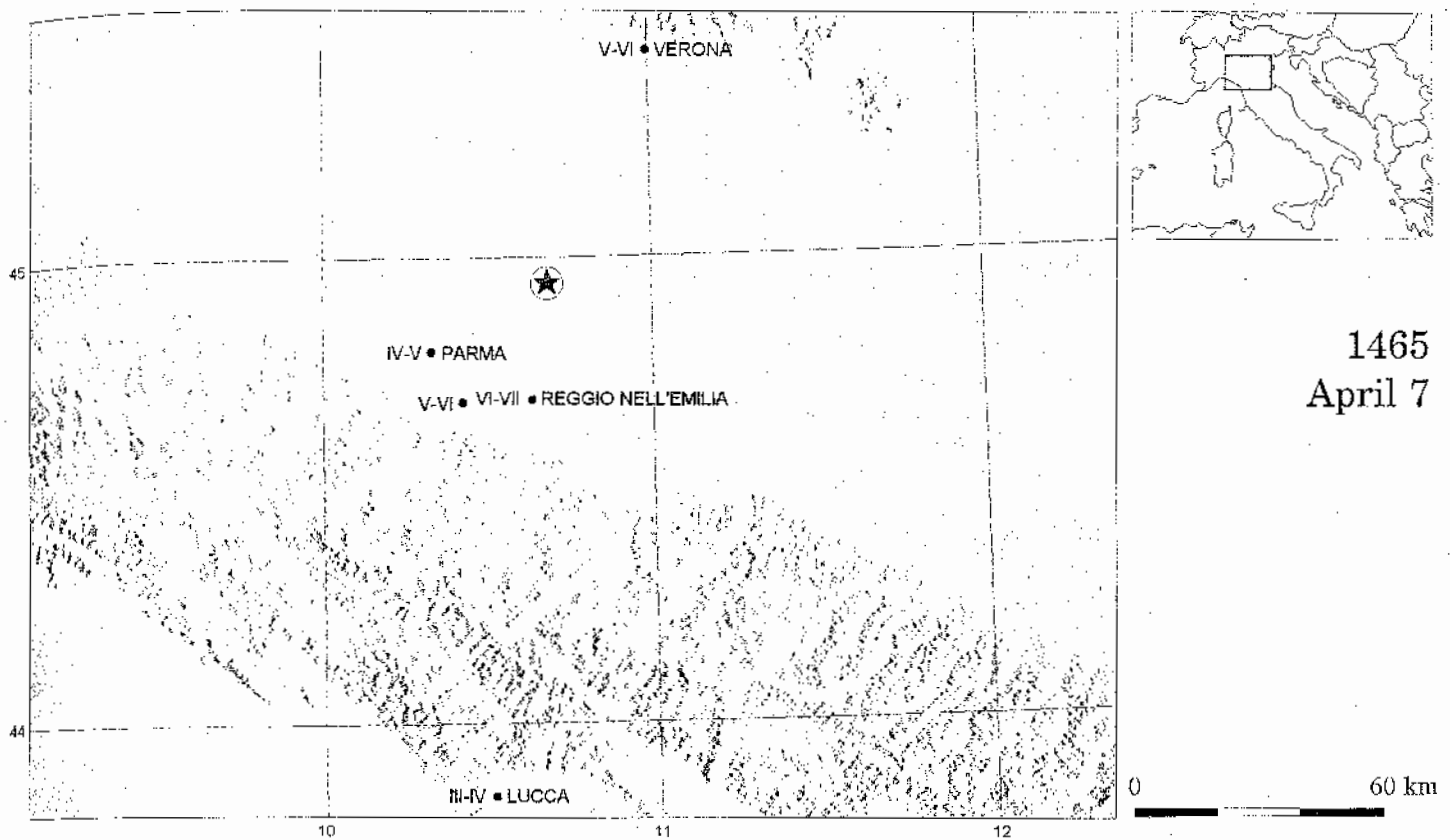 V-VI VERONA
45
1465
April 7
IV-V PARMA
V-VI VI-VII REGGIO NELL'EMILIA
44
0 60 km
III-IV LUCCA
10 11 12